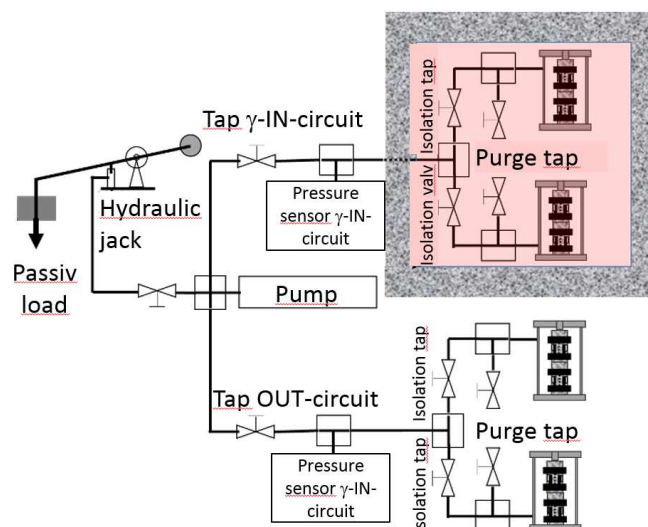 Isolation tap
Tap γ-IN-circuit
Purge tap
Pressure
sensor γ-IN-
circuit
Isolation valv
Hydraulic
jack
Passiv
load
Pump
Isolation tap
Tap OUT-circuit
Purge tap
Pressure
sensor γ-IN-
circuit
Isolation tap